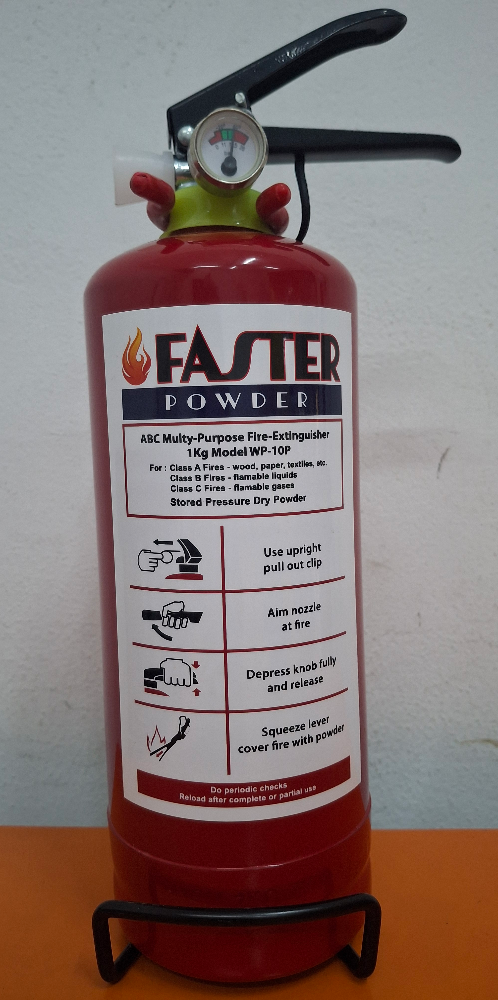 FASTER
POWDER
ABC Multy-Purpose Fire-Extinguisher
1Kg Model WP-10P
For : Class A Fires - wood, paper, textiles, etc.
Class B Fires - flamable liquids
Class C Fires - flamable gases
Stored Pressure Dry Powder
Use upright
pull out clip
Aim nozzle
at fire
Depress knob fully
and release
Squeeze lever
cover fire with powder
Do periodic checks
Reload after complete or partial use